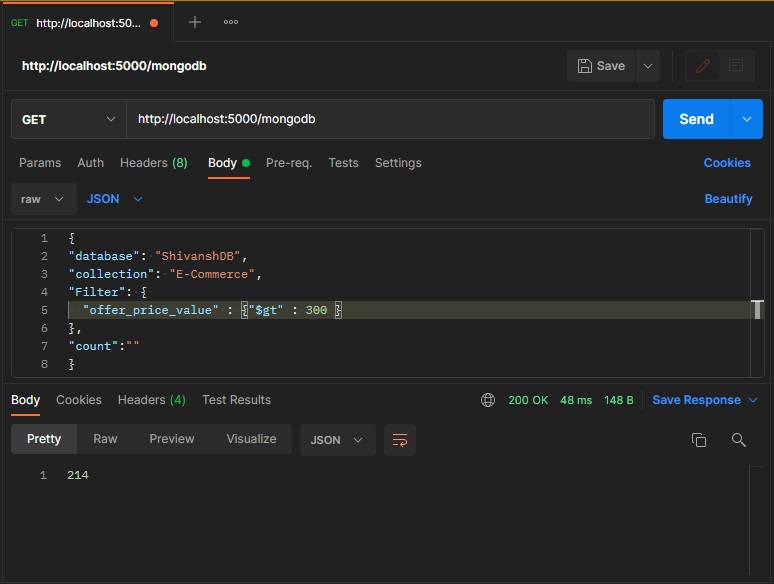 GET http://localhost:50...
http://localhost:5000/mongodb
Save
GET http://localhost:5000/mongodb Send
Params Auth Headers (8) Body Pre-req. Tests Settings Cookies
raw JSON Beautify
1 {
2 "database": "ShivanshDB",
3 "collection": "E-Commerce",
4 "Filter": {
5 "offer_price_value" : {"$gt" : 300 }
6 },
7 "count":""
8 }
Body Cookies Headers (4) Test Results 200 OK 48 ms 148 B Save Response
Pretty Raw Preview Visualize JSON
1 214